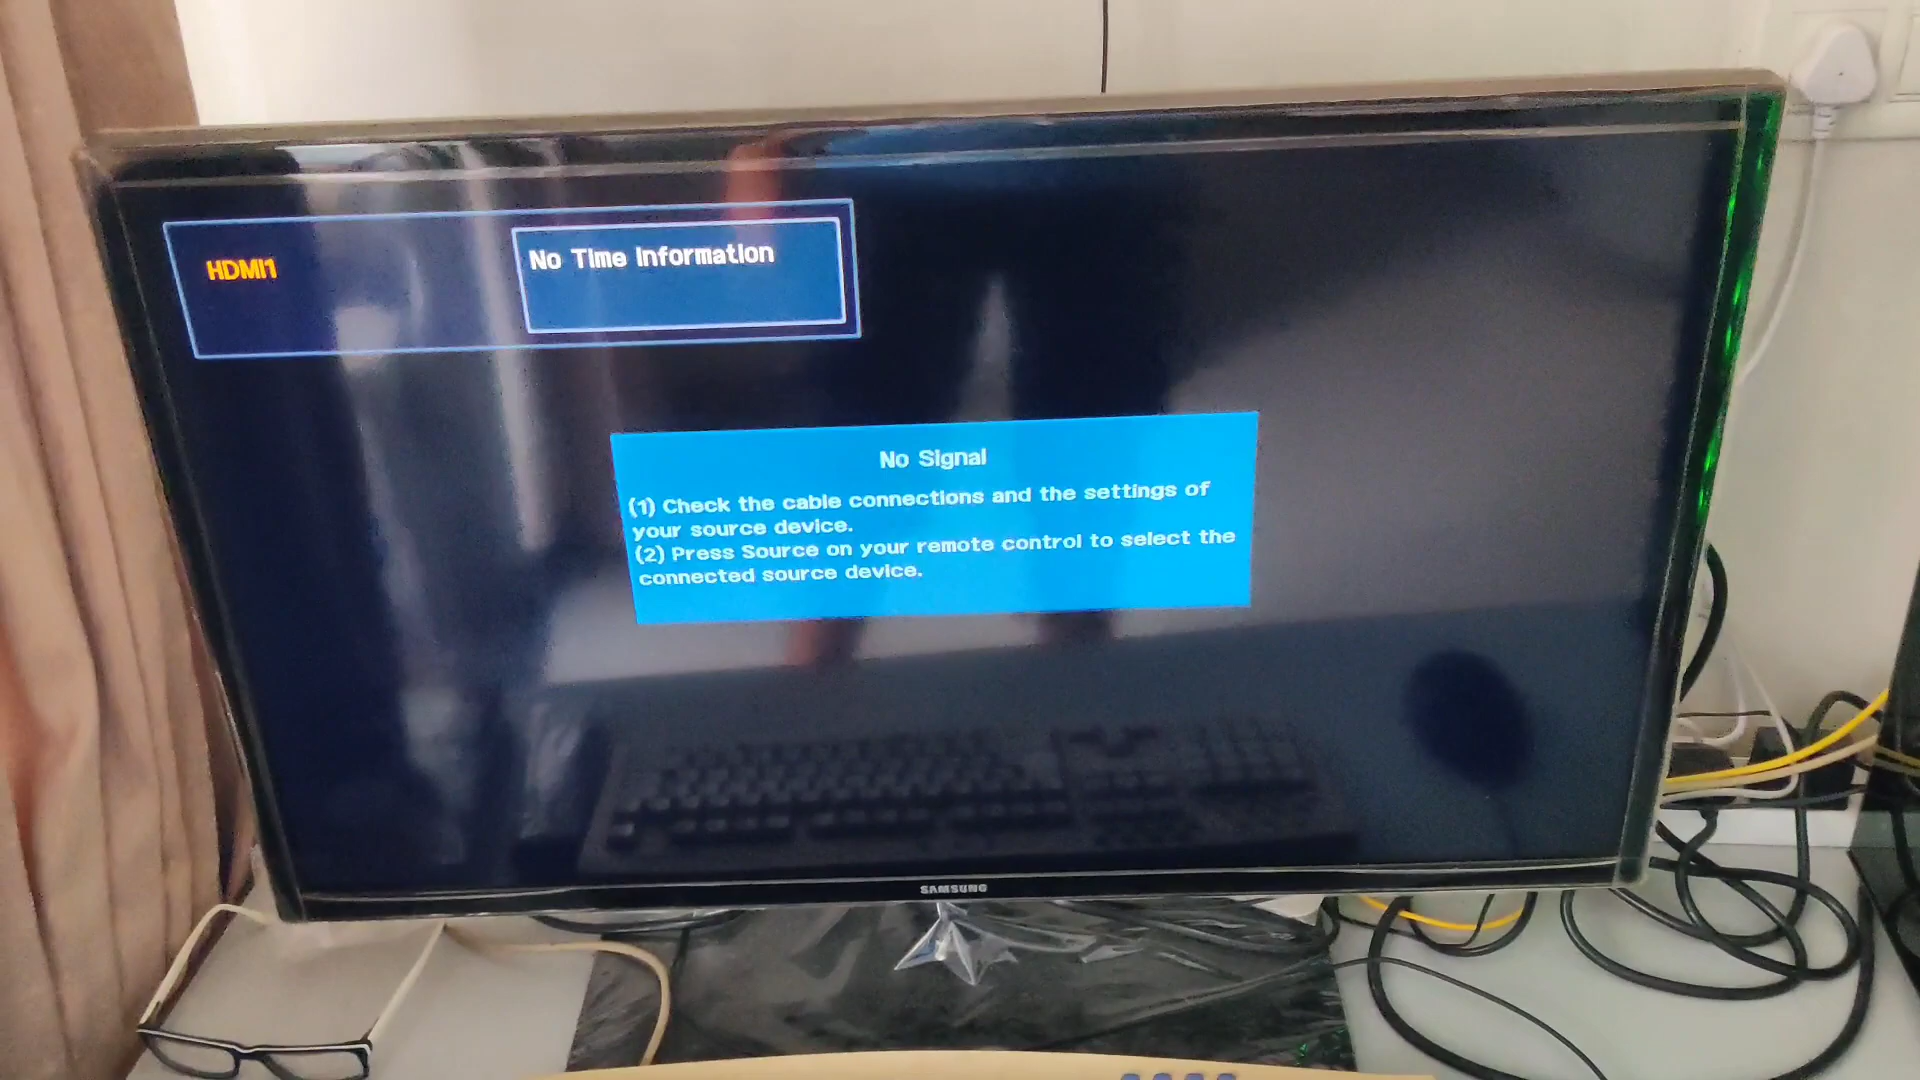 HDMI1
No Time Information
No Signal
(1) Check the cable connections and the settings of
your source device.
(2) Press Source on your remote control to select the
connected source device.
SAMSUNG